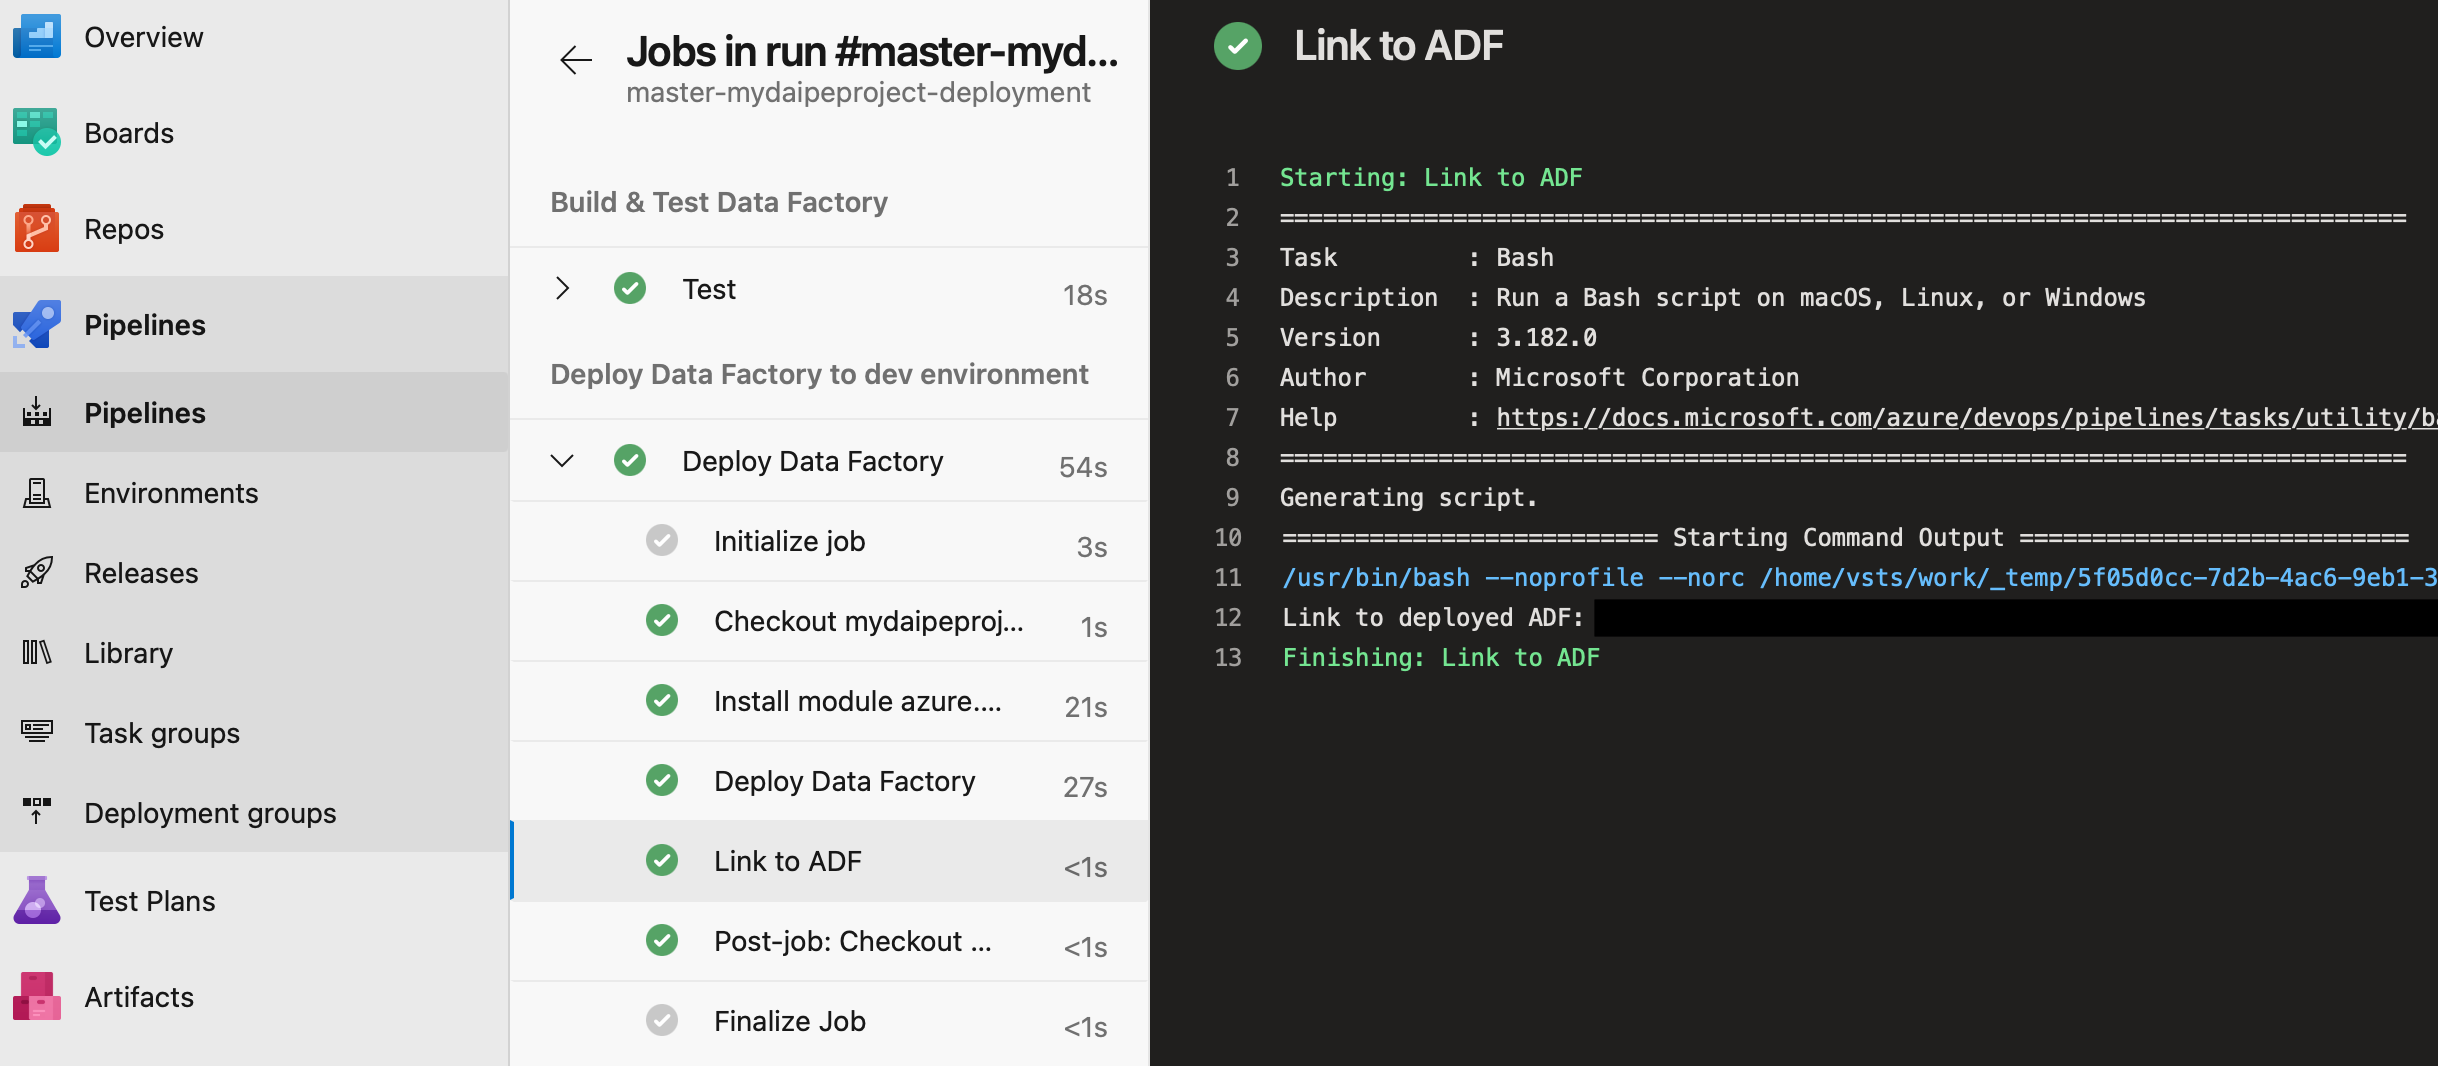 Overview
Boards
Repos
Pipelines
Pipelines
Environments
Releases
Library
Task groups
Deployment groups
Test Plans
Artifacts
Jobs in run #master-myd...
master-mydaipeproject-deployment
Build & Test Data Factory
Test 18s
Deploy Data Factory to dev environment
Deploy Data Factory 54s
Initialize job 3s
Checkout mydaipeproj... 1s
Install module azure.... 21s
Deploy Data Factory 27s
Link to ADF <1s
Post-job: Checkout ... <1s
Finalize Job <1s
Link to ADF
1 Starting: Link to ADF
2 ==============================================================================
3 Task : Bash
4 Description : Run a Bash script on macOS, Linux, or Windows
5 Version : 3.182.0
6 Author : Microsoft Corporation
7 Help : https://docs.microsoft.com/azure/devops/pipelines/tasks/utility/ba
8 ==============================================================================
9 Generating script.
10 ========================== Starting Command Output ===========================
11 /usr/bin/bash --noprofile --norc /home/vsts/work/_temp/5f05d0cc-7d2b-4ac6-9eb1-3
12 Link to deployed ADF:
13 Finishing: Link to ADF